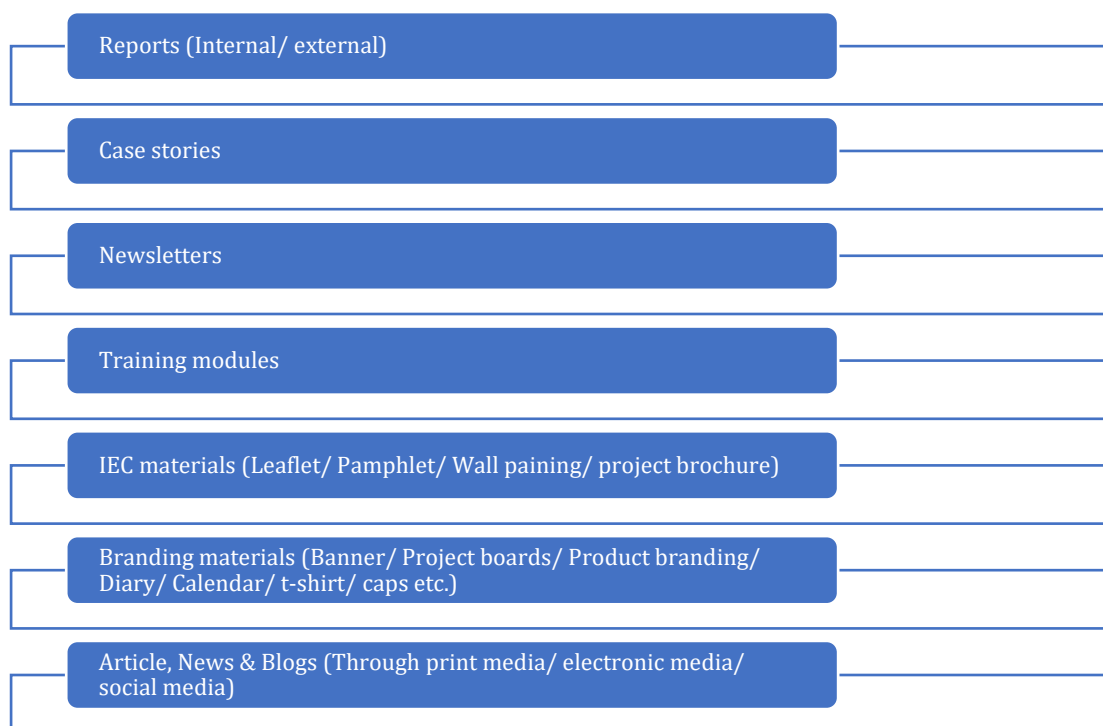 Reports (Internal/ external)
Case stories
Newsletters
Training modules
IEC materials (Leaflet/ Pamphlet/ Wall paining/ project brochure)
Branding materials (Banner/ Project boards/ Product branding/
Diary/ Calendar/ t-shirt/ caps etc.)
Article, News & Blogs (Through print media/ electronic media/
social media)